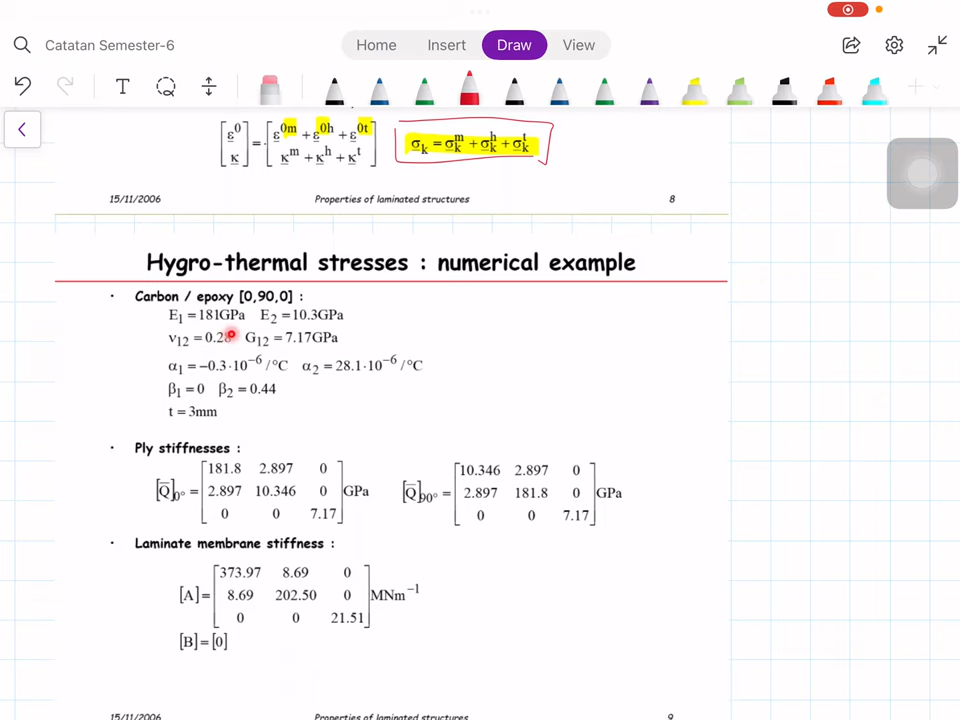 Catatan Semester-6
Home Insert Draw View
[ε⁰ κ] = [ε⁰ᵐ + ε⁰ʰ + ε⁰ᵗ κᵐ + κʰ + κᵗ] σₖ = σₖᵐ + σₖʰ + σₖᵗ
15/11/2006 Properties of laminated structures 8
Hygro-thermal stresses : numerical example
· Carbon / epoxy [0,90,0] :
E₁ = 181GPa E₂ = 10.3GPa
ν₁₂ = 0.28 G₁₂ = 7.17GPa
α₁ = −0.3·10⁻⁶ /°C α₂ = 28.1·10⁻⁶ /°C
β₁ = 0 β₂ = 0.44
t = 3mm
· Ply stiffnesses :
[Q̅]₀° = [181.8 2.897 0
2.897 10.346 0
0 0 7.17] GPa
[Q̅]₉₀° = [10.346 2.897 0
2.897 181.8 0
0 0 7.17] GPa
· Laminate membrane stiffness :
[A] = [373.97 8.69 0
8.69 202.50 0
0 0 21.51] MNm⁻¹
[B] = [0]
15/11/2006 Properties of laminated structures 9